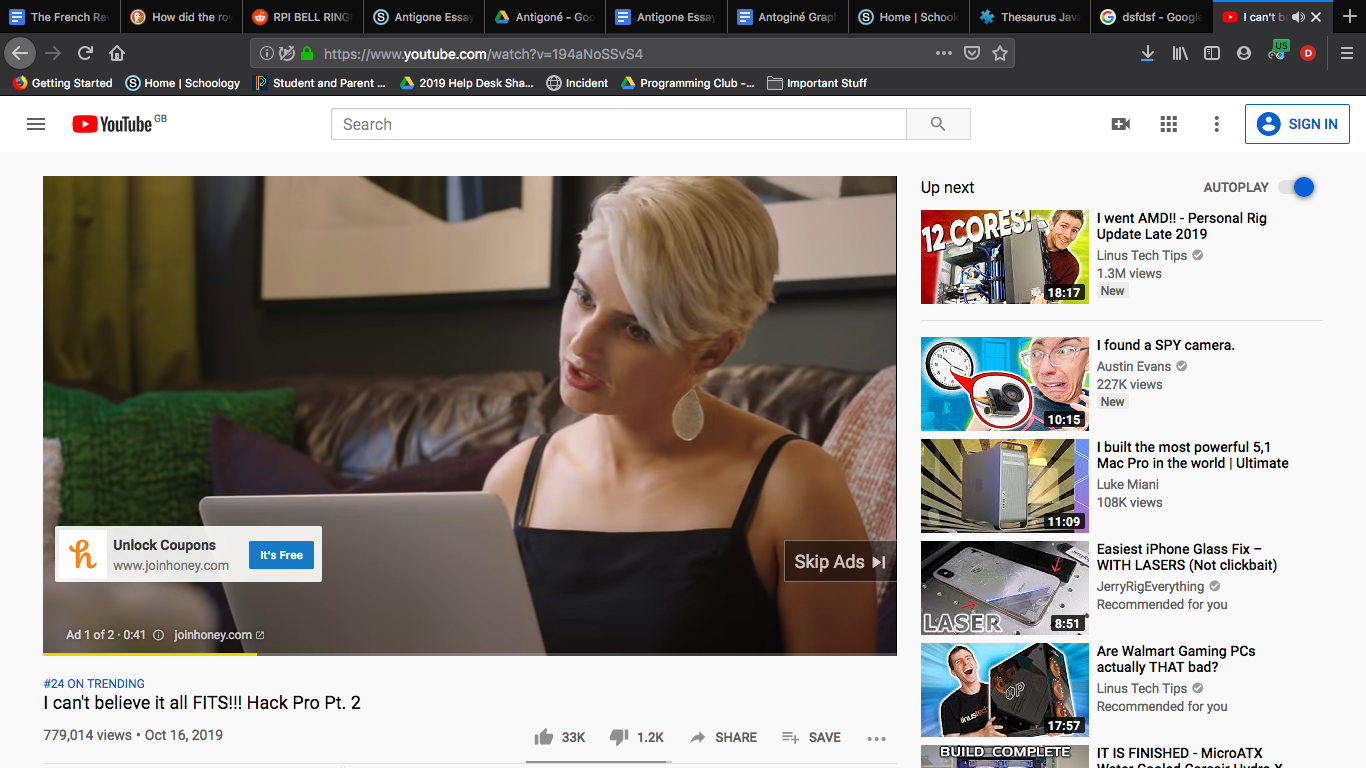 The French Rev
How did the roy
RPI BELL RING
Antigone Essay
Antigoné - Goo
Antigone Essay
Antoginé Graph
Home | Schoolo
Thesaurus Java
dsfdsf - Google
I can't be
https://www.youtube.com/watch?v=194aNoSSvS4
US
D
Getting Started
Home | Schoology
Student and Parent ...
2019 Help Desk Sha...
Incident
Programming Club -...
Important Stuff
YouTube GB
Search
SIGN IN
Unlock Coupons
www.joinhoney.com
It's Free
Skip Ads
Ad 1 of 2 · 0:41
joinhoney.com
#24 ON TRENDING
I can't believe it all FITS!!! Hack Pro Pt. 2
779,014 views • Oct 16, 2019
33K
1.2K
SHARE
SAVE
Up next
AUTOPLAY
12 CORES!
18:17
I went AMD!! - Personal Rig
Update Late 2019
Linus Tech Tips
1.3M views
New
10:15
I found a SPY camera.
Austin Evans
227K views
New
11:09
I built the most powerful 5,1
Mac Pro in the world | Ultimate
Luke Miani
108K views
LASER
8:51
Easiest iPhone Glass Fix –
WITH LASERS (Not clickbait)
JerryRigEverything
Recommended for you
17:57
Are Walmart Gaming PCs
actually THAT bad?
Linus Tech Tips
Recommended for you
BUILD COMPLETE
IT IS FINISHED - MicroATX